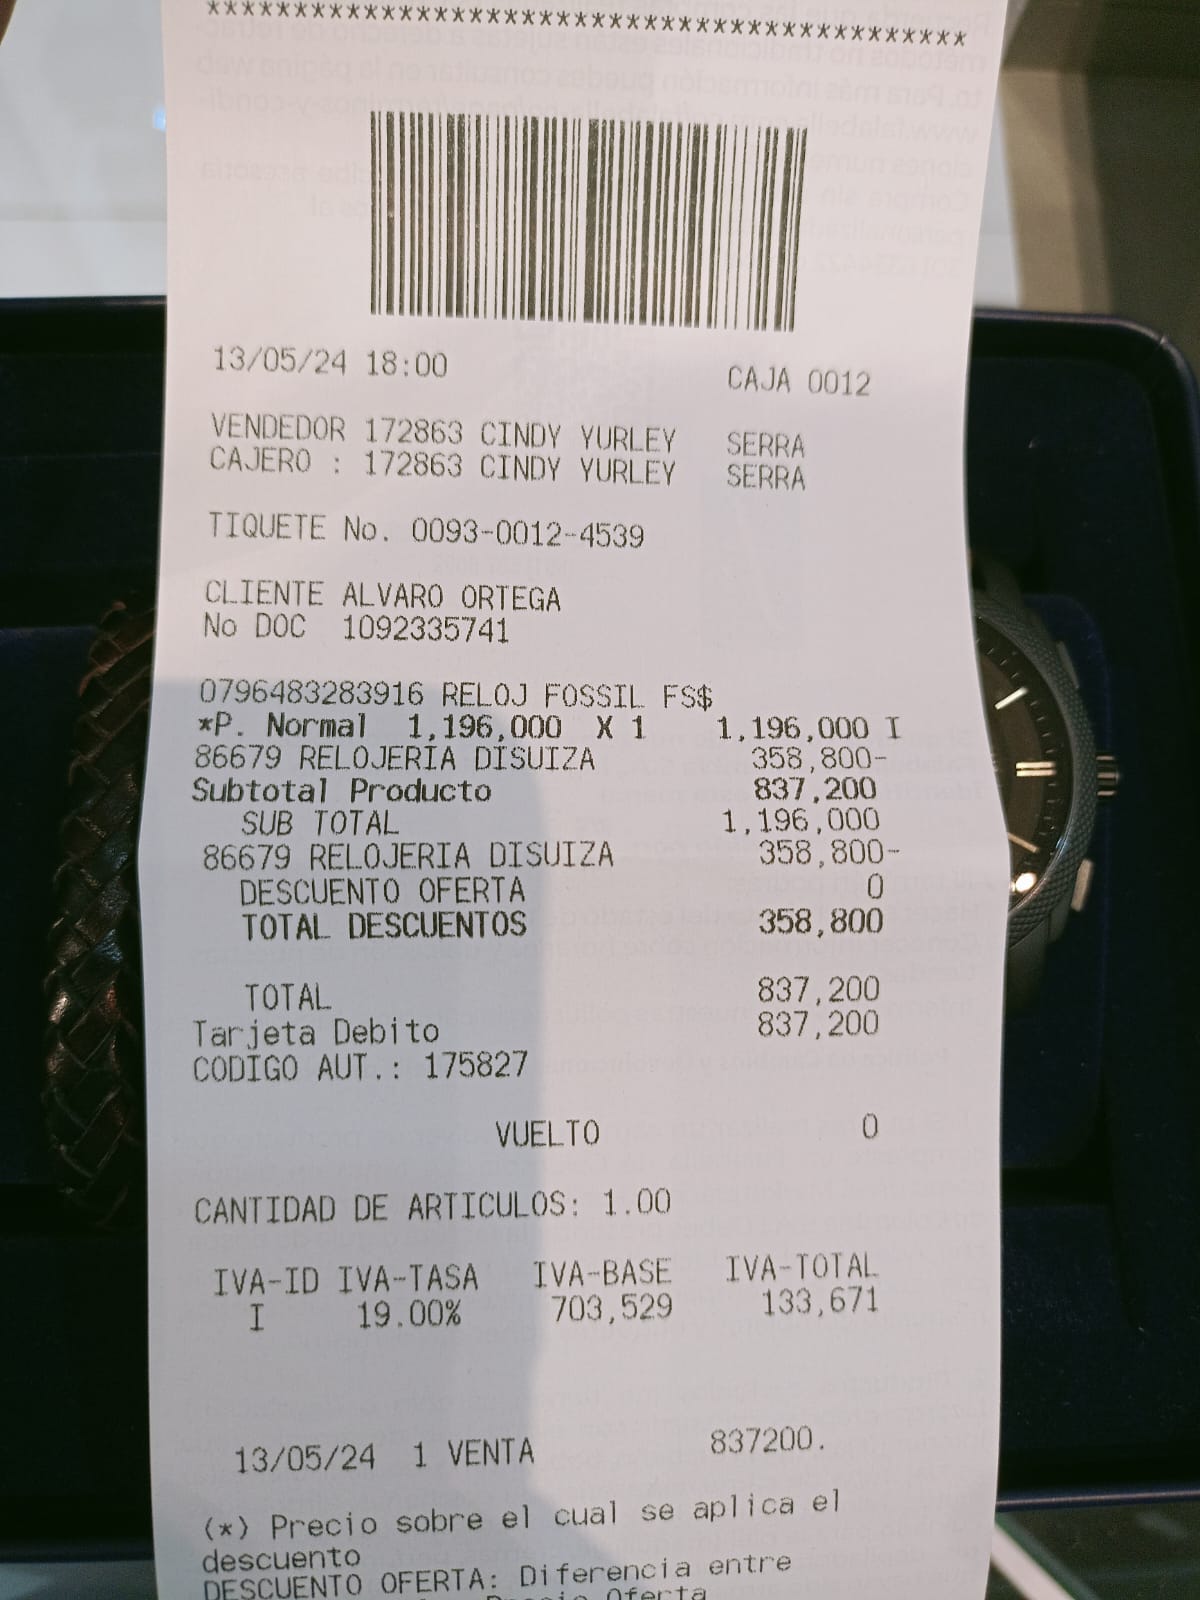 ********************************************
13/05/24 18:00 CAJA 0012
VENDEDOR 172863 CINDY YURLEY SERRA
CAJERO : 172863 CINDY YURLEY SERRA
TIQUETE No. 0093-0012-4539
CLIENTE ALVARO ORTEGA
No DOC 1092335741
0796483283916 RELOJ FOSSIL FS$
*P. Normal 1,196,000 X 1 1,196,000 I
86679 RELOJERIA DISUIZA 358,800-
Subtotal Producto 837,200
SUB TOTAL 1,196,000
86679 RELOJERIA DISUIZA 358,800-
DESCUENTO OFERTA 0
TOTAL DESCUENTOS 358,800
TOTAL 837,200
Tarjeta Debito 837,200
CODIGO AUT.: 175827
VUELTO 0
CANTIDAD DE ARTICULOS: 1.00
IVA-ID IVA-TASA IVA-BASE IVA-TOTAL
I 19.00% 703,529 133,671
13/05/24 1 VENTA 837200.
(*) Precio sobre el cual se aplica el
descuento
DESCUENTO OFERTA: Diferencia entre
Precio Oferta